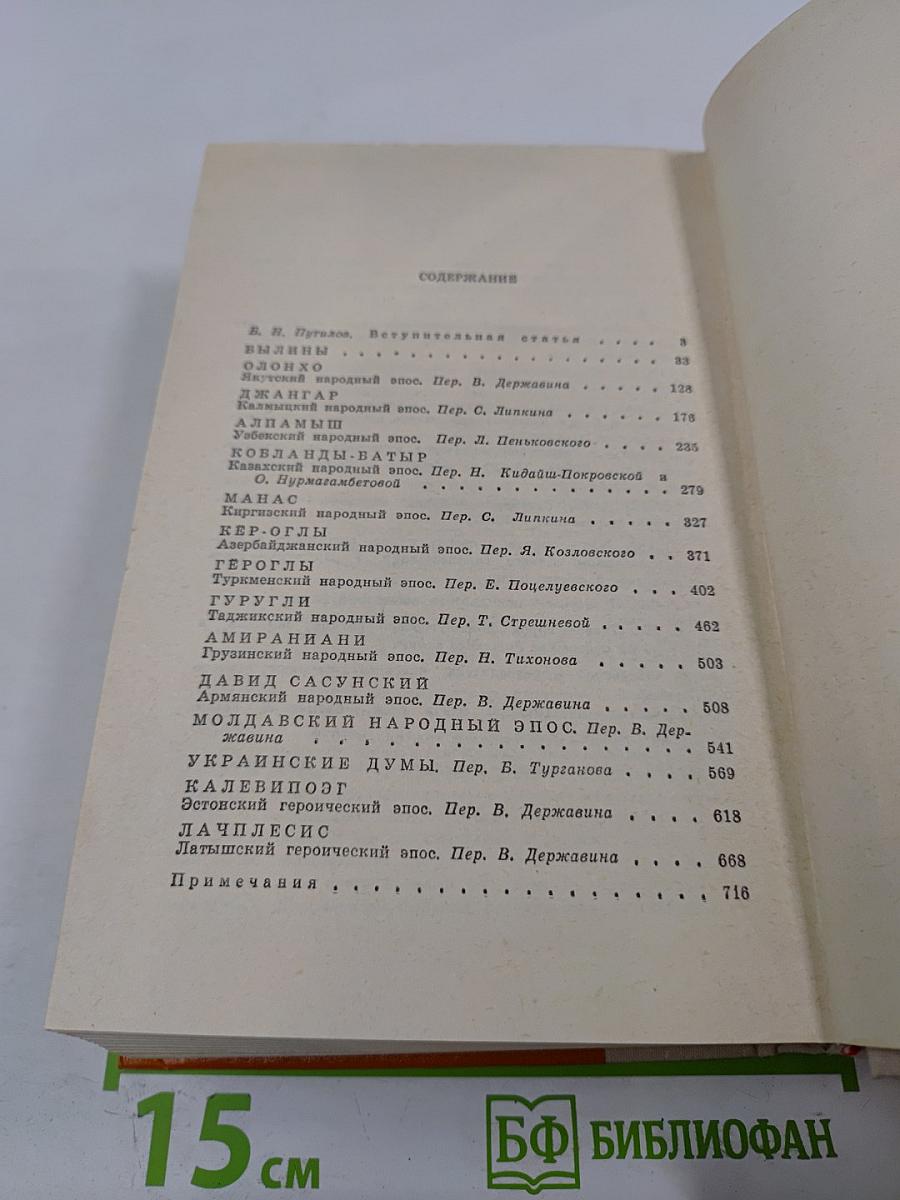 СОДЕРЖАНИЕ
Б. Н. Путилов. Вступительная статья . . . . 3
БЫЛИНЫ . . . . . . . . . . . . . . . . . 33
ОЛОНХО
Якутский народный эпос. Пер. В. Державина . . . . . 128
ДЖАНГАР
Калмыцкий народный эпос. Пер. С. Липкина . . . . . . 176
АЛПАМЫШ
Узбекский народный эпос. Пер. Л. Пеньковского . . . . 235
КОБЛАНДЫ-БАТЫР
Казахский народный эпос. Пер. Н. Кидайш-Покровской и
О. Нурмагамбетовой . . . . . . . . . . . . . . 279
МАНАС
Киргизский народный эпос. Пер. С. Липкина . . . . . 327
КЁР-ОГЛЫ
Азербайджанский народный эпос. Пер. Я. Козловского . . 371
ГЁРОГЛЫ
Туркменский народный эпос. Пер. Е. Поцелуевского . . . 402
ГУРУГЛИ
Таджикский народный эпос. Пер. Т. Стрешневой . . . . . 462
АМИРАНИАНИ
Грузинский народный эпос. Пер. Н. Тихонова . . . . . 503
ДАВИД САСУНСКИЙ
Армянский народный эпос. Пер. В. Державина . . . . . . 508
МОЛДАВСКИЙ НАРОДНЫЙ ЭПОС. Пер. В. Дер-
жавина . . . . . . . . . . . . . . . . . 541
УКРАИНСКИЕ ДУМЫ. Пер. Б. Турганова . . . . 569
КАЛЕВИПОЭГ
Эстонский героический эпос. Пер. В. Державина . . . . 618
ЛАЧПЛЕСИС
Латышский героический эпос. Пер. В. Державина . . . . 668
Примечания . . . . . . . . . . . . . . . . 716
15 см
БФ БИБЛИОФАН